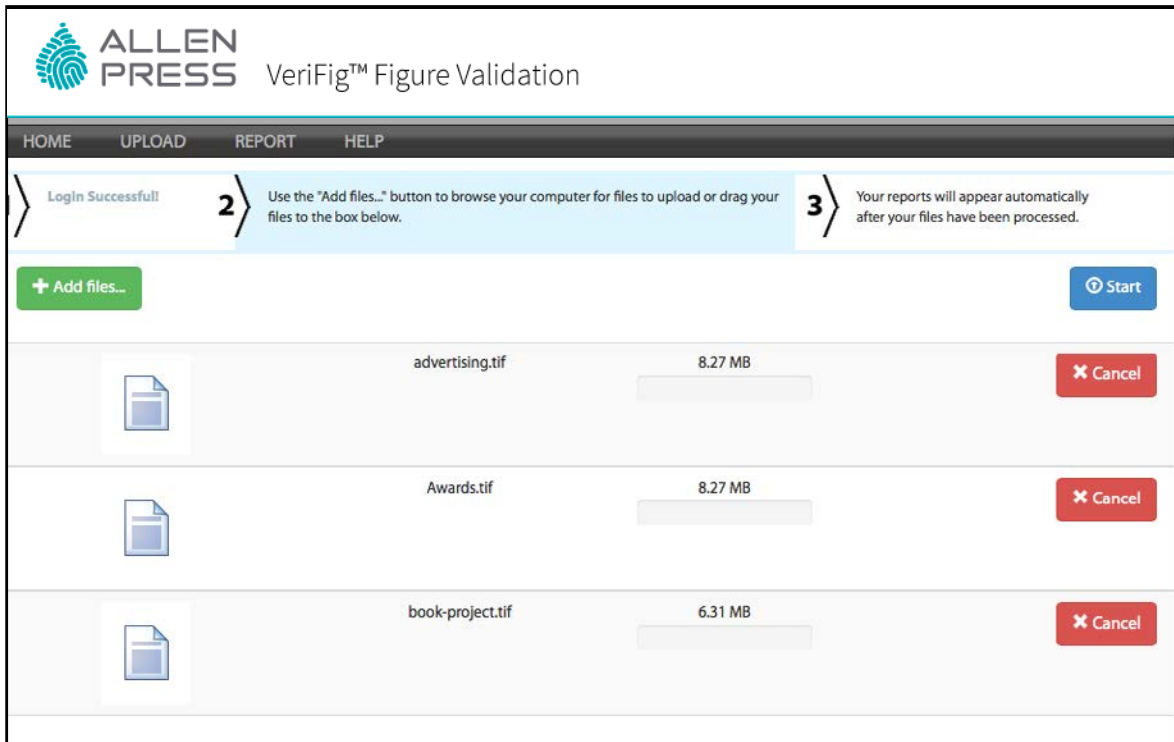 ALLEN
PRESS
VeriFig™ Figure Validation
HOME UPLOAD REPORT HELP
Login Successful!
2
Use the "Add files..." button to browse your computer for files to upload or drag your
files to the box below.
3
Your reports will appear automatically
after your files have been processed.
Add files...
Start
advertising.tif 8.27 MB Cancel
Awards.tif 8.27 MB Cancel
book-project.tif 6.31 MB Cancel